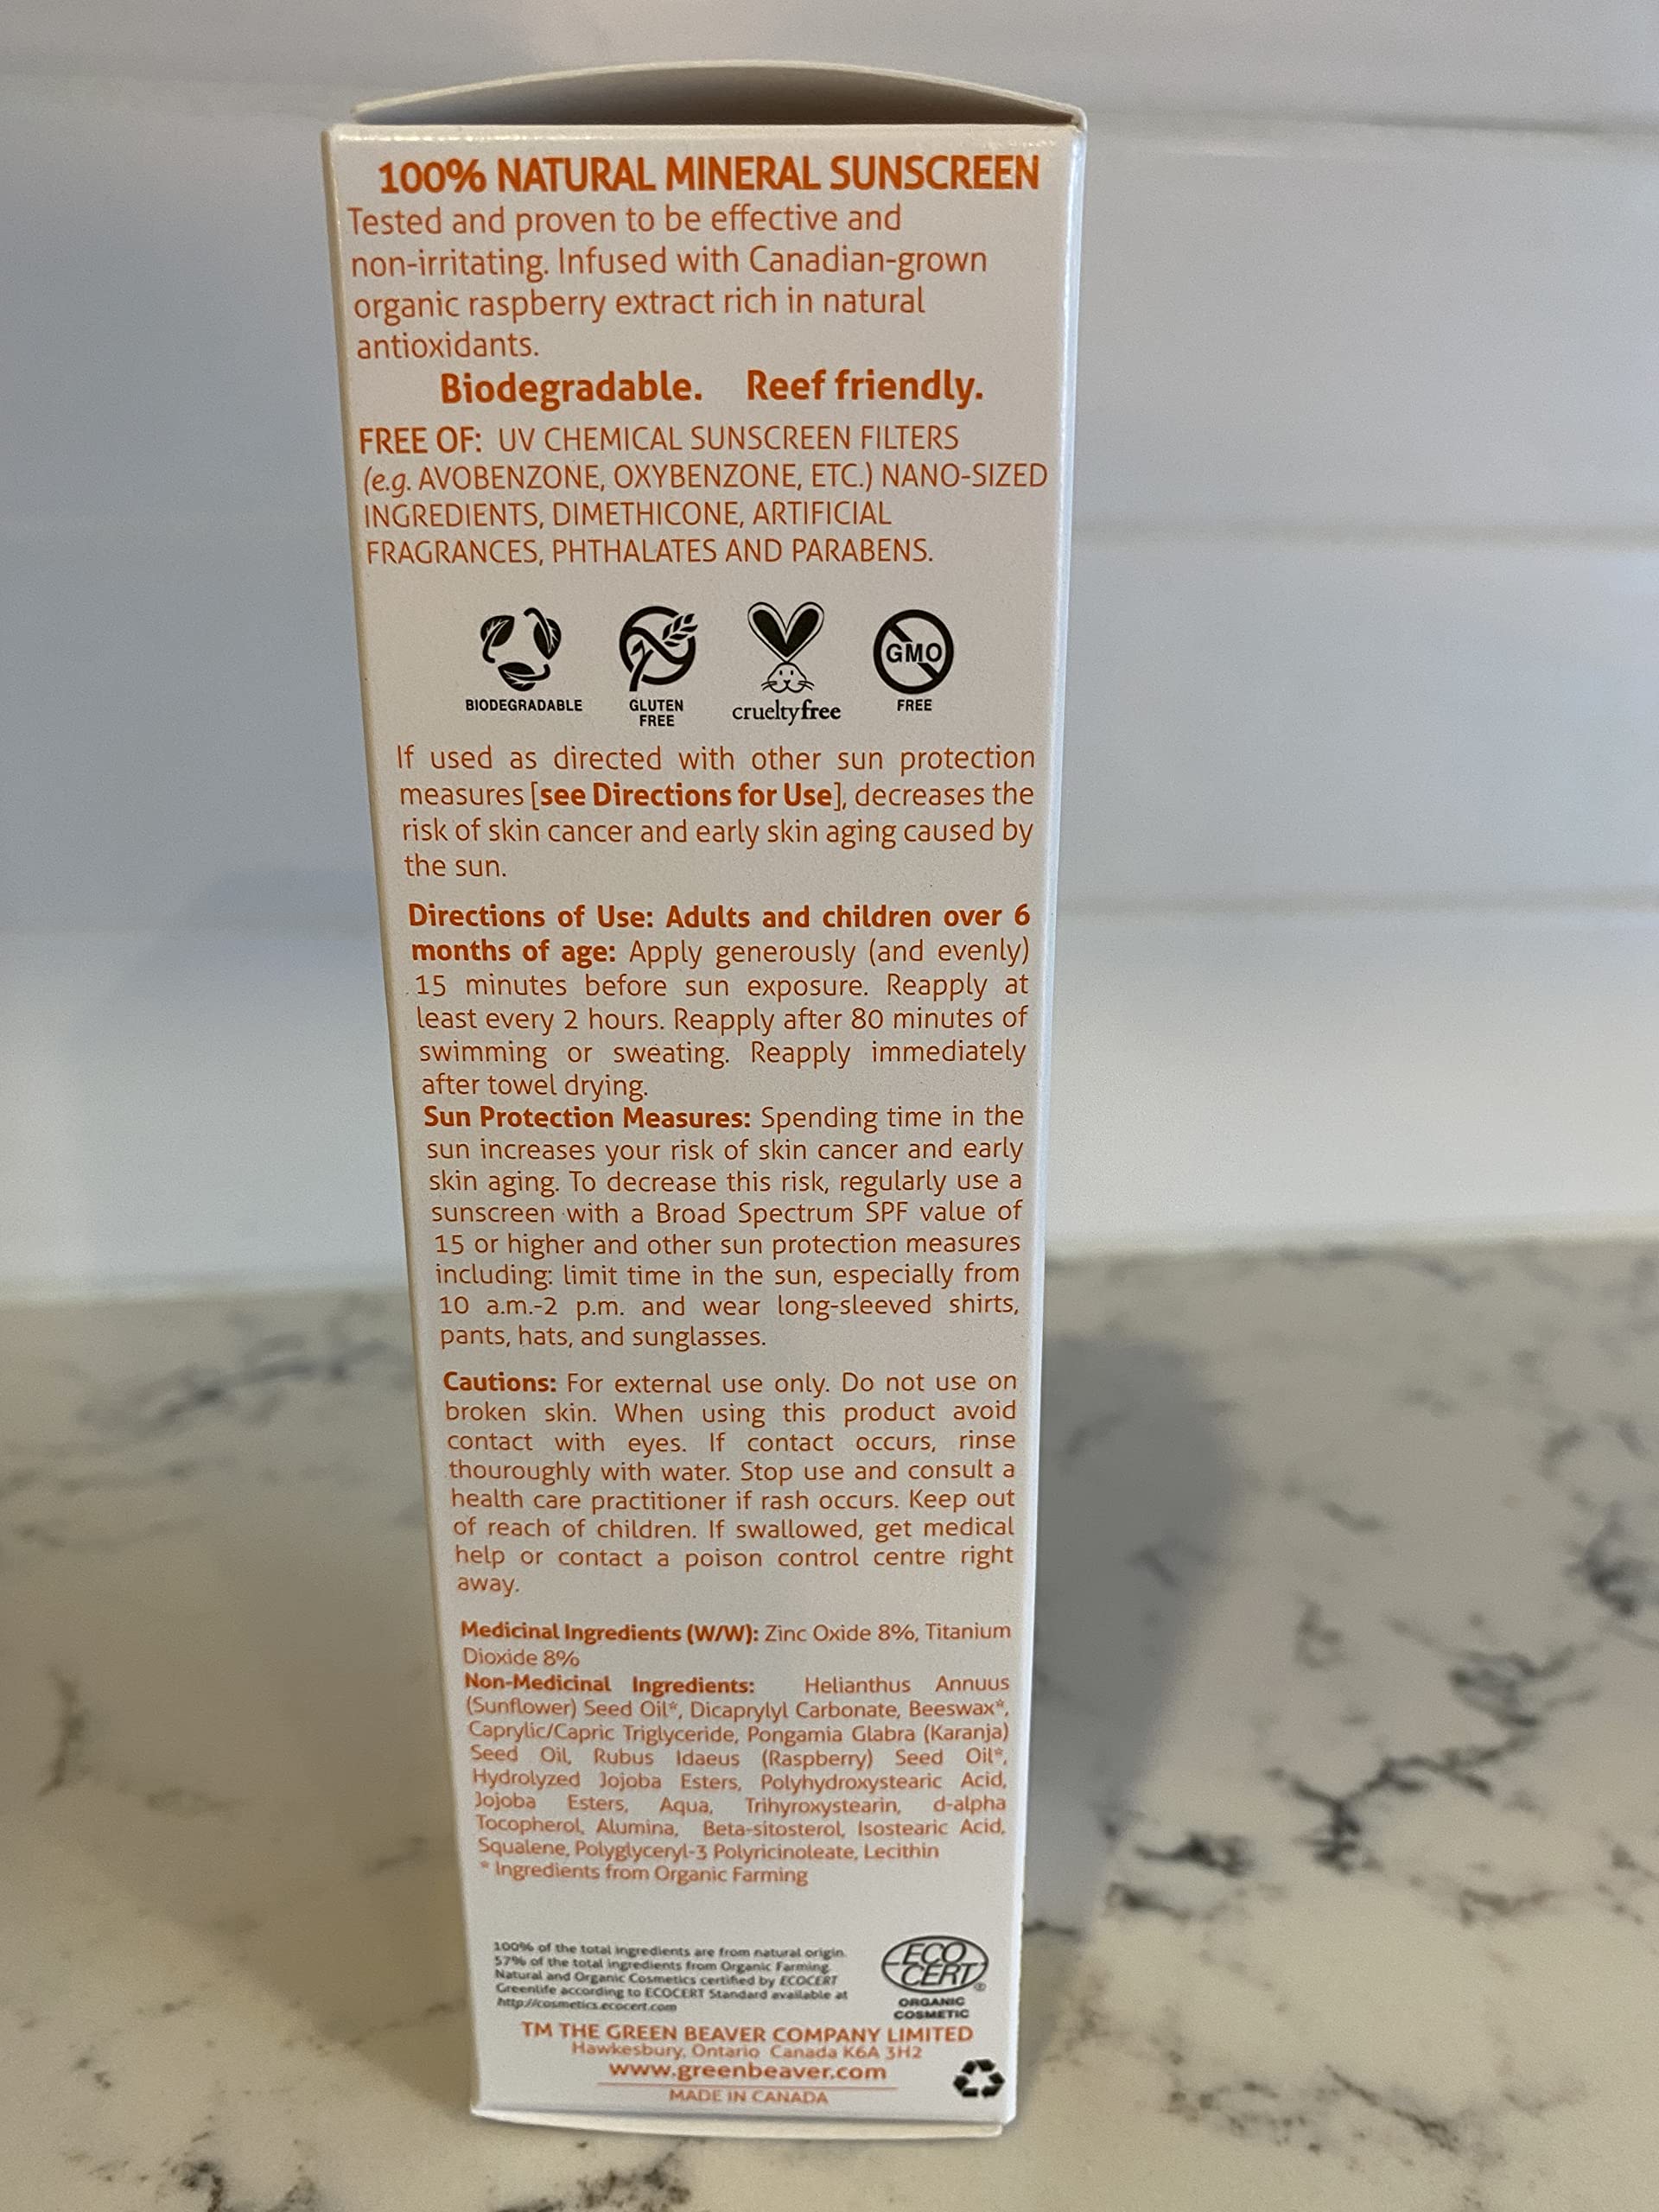 100% NATURAL MINERAL SUNSCREEN
Tested and proven to be effective and
non-irritating. Infused with Canadian-grown
organic raspberry extract rich in natural
antioxidants.
Biodegradable. Reef friendly.
FREE OF: UV CHEMICAL SUNSCREEN FILTERS
(e.g. AVOBENZONE, OXYBENZONE, ETC.) NANO-SIZED
INGREDIENTS, DIMETHICONE, ARTIFICIAL
FRAGRANCES, PHTHALATES AND PARABENS.
BIODEGRADABLE
GLUTEN
FREE
crueltyfree
GMO
FREE
If used as directed with other sun protection
measures [see Directions for Use], decreases the
risk of skin cancer and early skin aging caused by
the sun.
Directions of Use: Adults and children over 6
months of age: Apply generously (and evenly)
15 minutes before sun exposure. Reapply at
least every 2 hours. Reapply after 80 minutes of
swimming or sweating. Reapply immediately
after towel drying.
Sun Protection Measures: Spending time in the
sun increases your risk of skin cancer and early
skin aging. To decrease this risk, regularly use a
sunscreen with a Broad Spectrum SPF value of
15 or higher and other sun protection measures
including: limit time in the sun, especially from
10 a.m.-2 p.m. and wear long-sleeved shirts,
pants, hats, and sunglasses.
Cautions: For external use only. Do not use on
broken skin. When using this product avoid
contact with eyes. If contact occurs, rinse
thouroughly with water. Stop use and consult a
health care practitioner if rash occurs. Keep out
of reach of children. If swallowed, get medical
help or contact a poison control centre right
away.
Medicinal Ingredients (W/W): Zinc Oxide 8%, Titanium
Dioxide 8%
Non-Medicinal Ingredients: Helianthus Annuus
(Sunflower) Seed Oil*, Dicaprylyl Carbonate, Beeswax*,
Caprylic/Capric Triglyceride, Pongamia Glabra (Karanja)
Seed Oil, Rubus Idaeus (Raspberry) Seed Oil*,
Hydrolyzed Jojoba Esters, Polyhydroxystearic Acid,
Jojoba Esters, Aqua, Trihyroxystearin, d-alpha
Tocopherol, Alumina, Beta-sitosterol, Isostearic Acid,
Squalene, Polyglyceryl-3 Polyricinoleate, Lecithin
* Ingredients from Organic Farming
100% of the total ingredients are from natural origin.
57% of the total ingredients from Organic Farming.
Natural and Organic Cosmetics certified by ECOCERT
Greenlife according to ECOCERT Standard available at
http://cosmetics.ecocert.com
ECO
CERT®
ORGANIC
COSMETIC
TM THE GREEN BEAVER COMPANY LIMITED
Hawkesbury, Ontario Canada K6A 3H2
www.greenbeaver.com
MADE IN CANADA